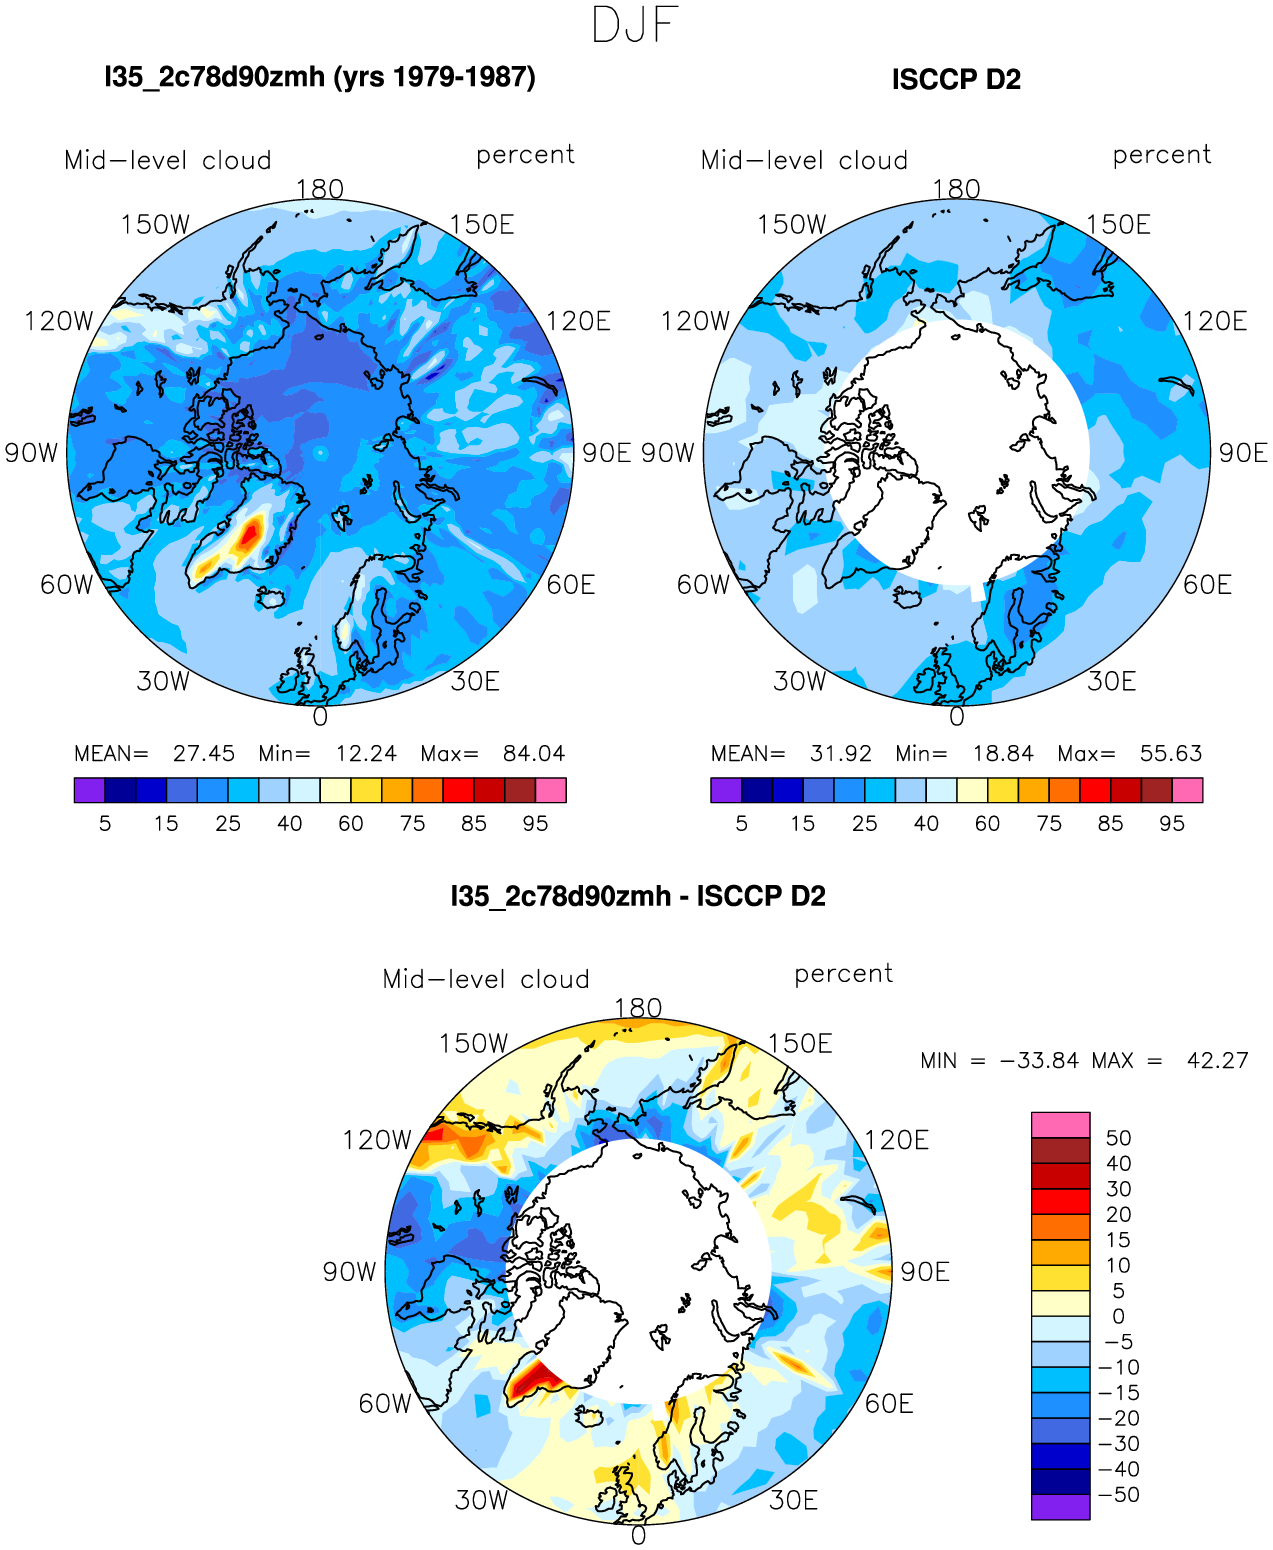 DJF
I35_2c78d90zmh (yrs 1979-1987)
ISCCP D2
Mid-level cloud percent
Mid-level cloud percent
180
180
150W 150E
150W 150E
120W 120E
120W 120E
90W 90E
90W 90E
60W 60E
60W 60E
30W 30E
30W 30E
0
0
MEAN= 27.45 Min= 12.24 Max= 84.04
MEAN= 31.92 Min= 18.84 Max= 55.63
5 15 25 40 60 75 85 95
5 15 25 40 60 75 85 95
I35_2c78d90zmh - ISCCP D2
Mid-level cloud percent
180
150W 150E
MIN = -33.84 MAX = 42.27
120W 120E
90W 90E
60W 60E
30W 30E
0
50
40
30
20
15
10
5
0
-5
-10
-15
-20
-30
-40
-50